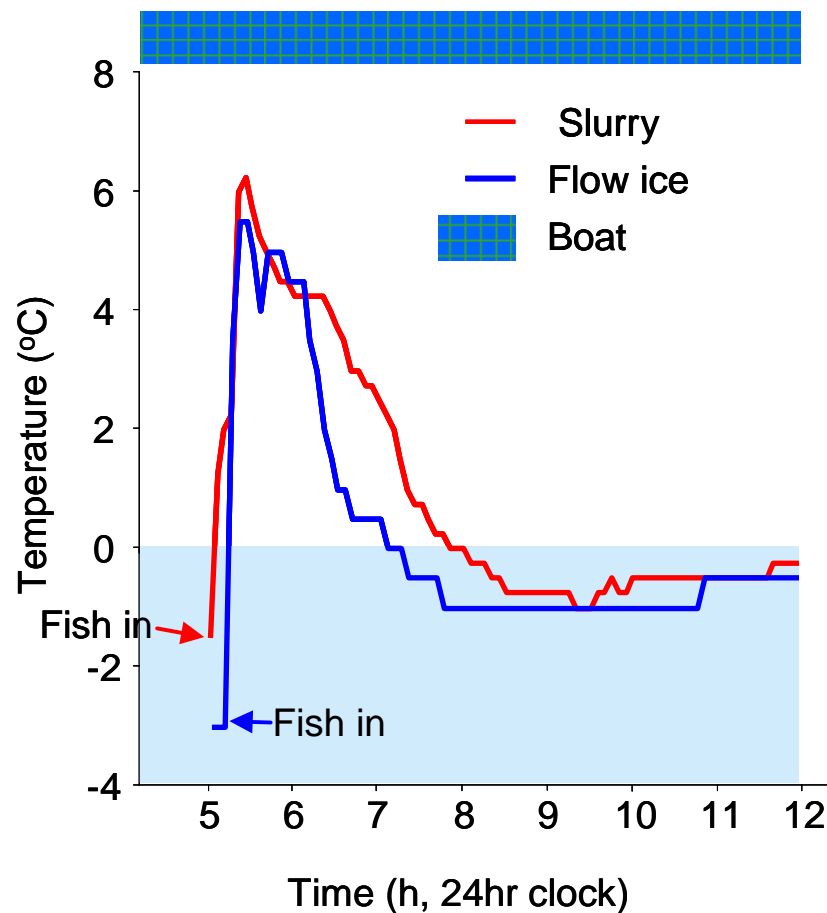 8
6
4
2
0
-2
-4
Temperature (ºC)
Slurry
Flow ice
Boat
Fish in
Fish in
5 6 7 8 9 10 11 12
Time (h, 24hr clock)